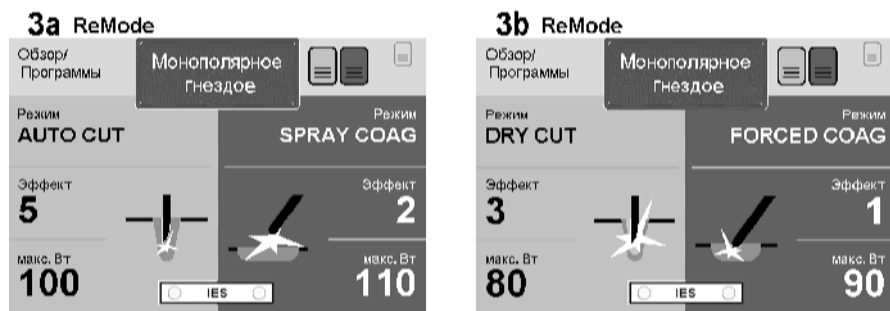 3a ReMode
Обзор/
Программы
Монополярное
гнездое
Режим
AUTO CUT
Режим
SPRAY COAG
Эффект
5
Эффект
2
макс. Вт
100
макс. Вт
110
IES
3b ReMode
Обзор/
Программы
Монополярное
гнездое
Режим
DRY CUT
Режим
FORCED COAG
Эффект
3
Эффект
1
макс. Вт
80
макс. Вт
90
IES